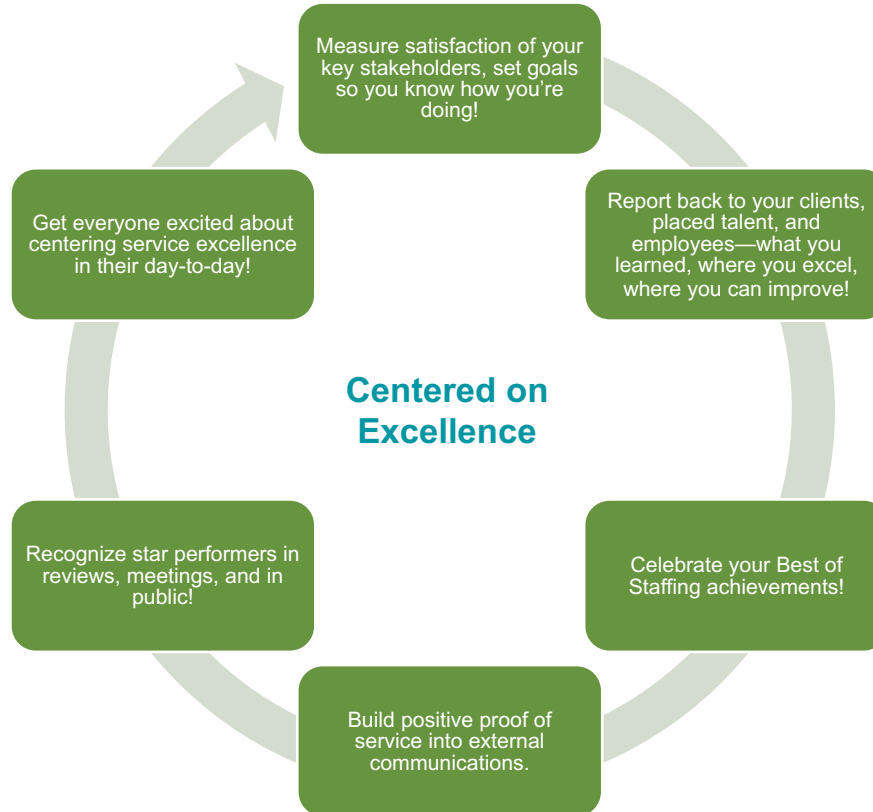 Measure satisfaction of your
key stakeholders, set goals
so you know how you’re
doing!
Report back to your clients,
placed talent, and
employees—what you
learned, where you excel,
where you can improve!
Celebrate your Best of
Staffing achievements!
Build positive proof of
service into external
communications.
Recognize star performers in
reviews, meetings, and in
public!
Get everyone excited about
centering service excellence
in their day-to-day!
Centered on
Excellence